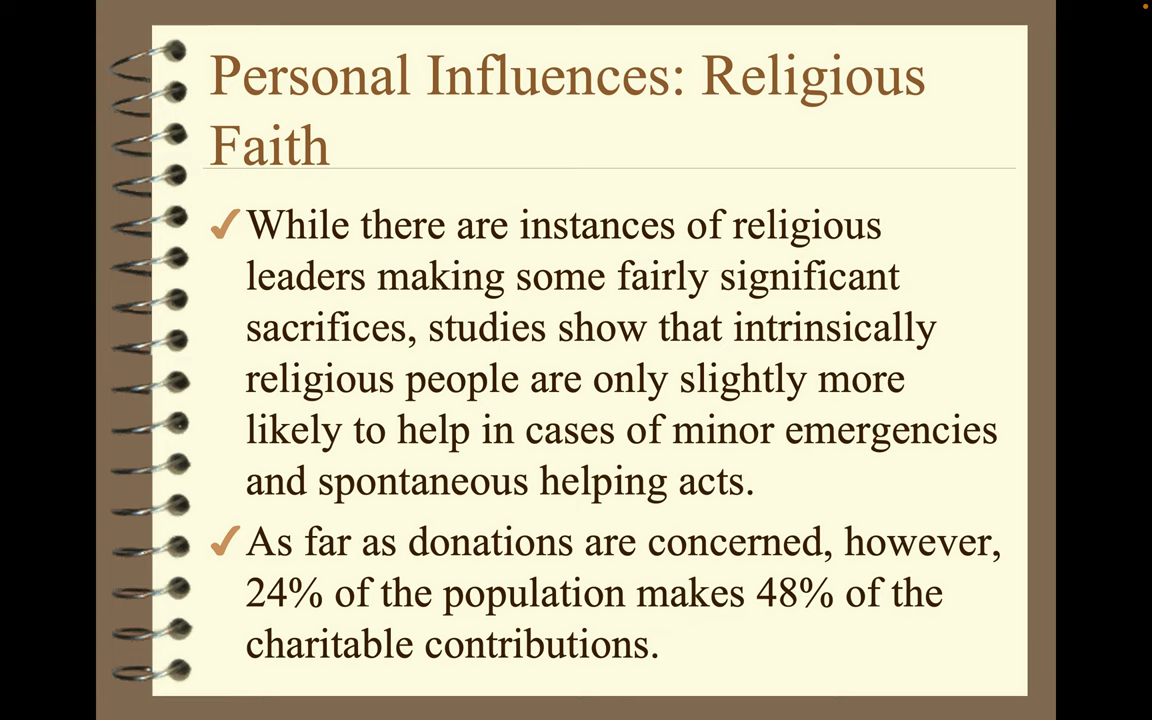 Personal Influences: Religious
Faith
✓While there are instances of religious
leaders making some fairly significant
sacrifices, studies show that intrinsically
religious people are only slightly more
likely to help in cases of minor emergencies
and spontaneous helping acts.
✓As far as donations are concerned, however,
24% of the population makes 48% of the
charitable contributions.